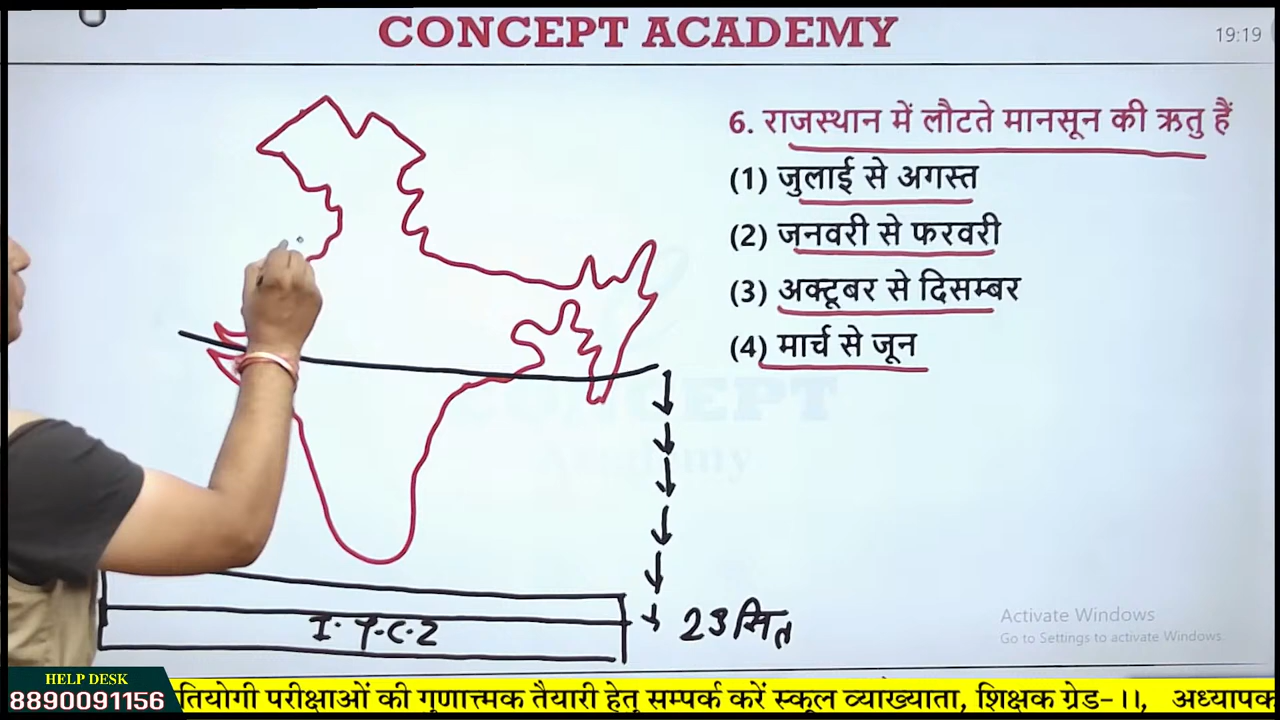 CONCEPT ACADEMY
19:19
6. राजस्थान में लौटते मानसून की ऋतु हैं
(1) जुलाई से अगस्त
(2) जनवरी से फरवरी
(3) अक्टूबर से दिसम्बर
(4) मार्च से जून
CONCEPT
Academy
I.T.C.Z
23 सित
Activate Windows
Go to Settings to activate Windows.
HELP DESK
8890091156
तियोगी परीक्षाओं की गुणात्त्मक तैयारी हेतु सम्पर्क करें स्कूल व्याख्याता, शिक्षक ग्रेड-।।, अध्यापक